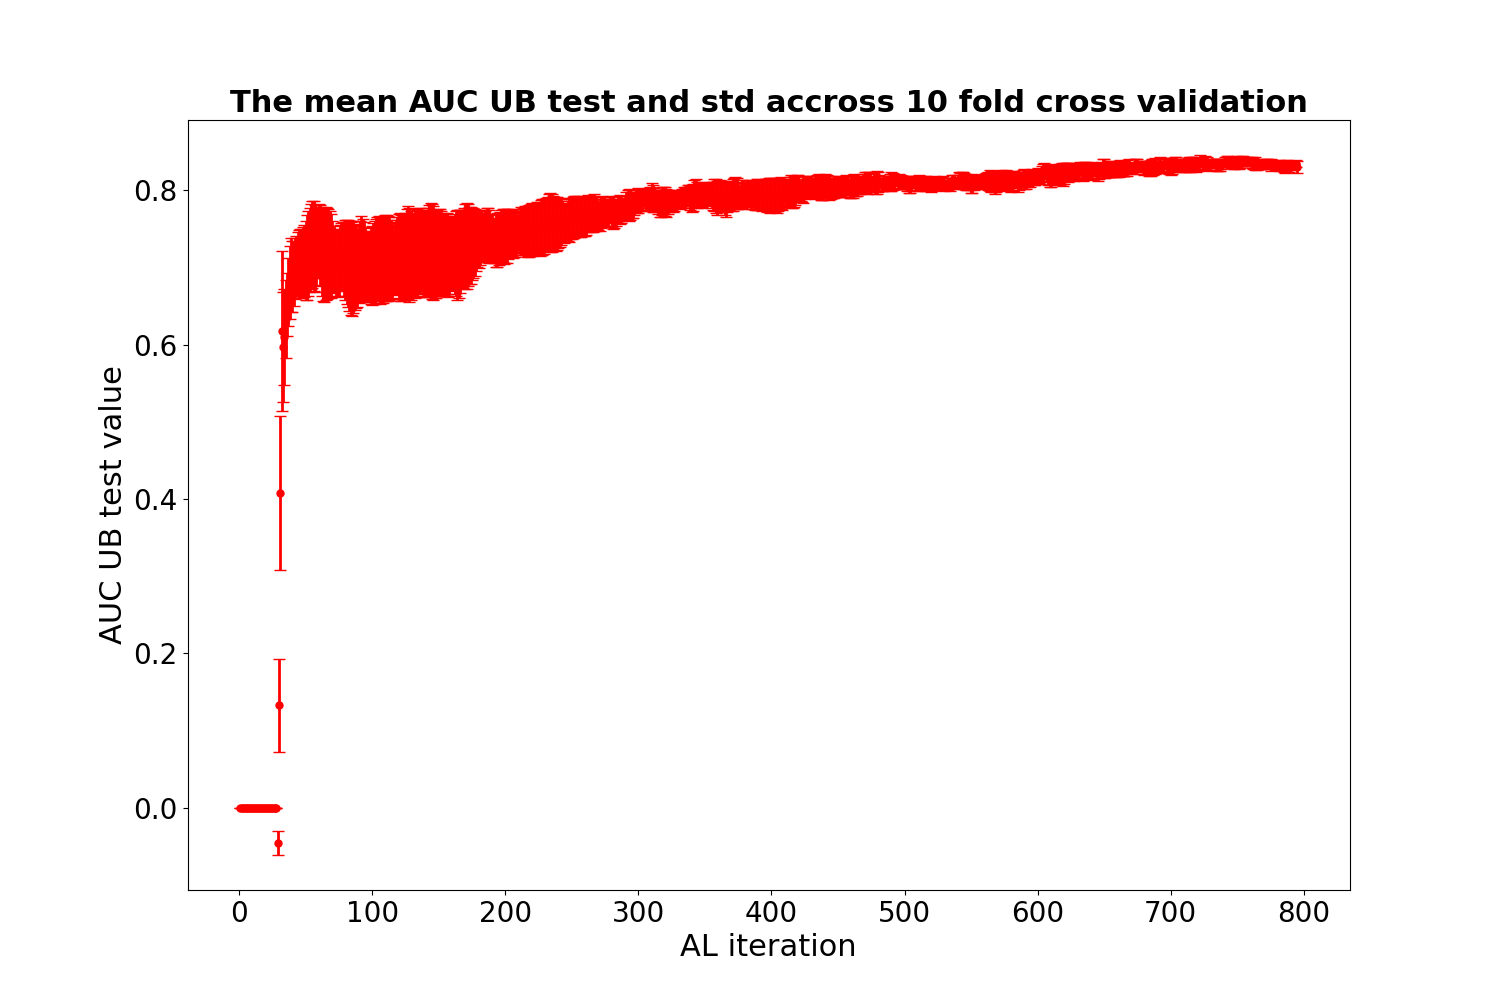 The mean AUC UB test and std accross 10 fold cross validation
AUC UB test value
0.8
0.6
0.4
0.2
0.0
0 100 200 300 400 500 600 700 800
AL iteration